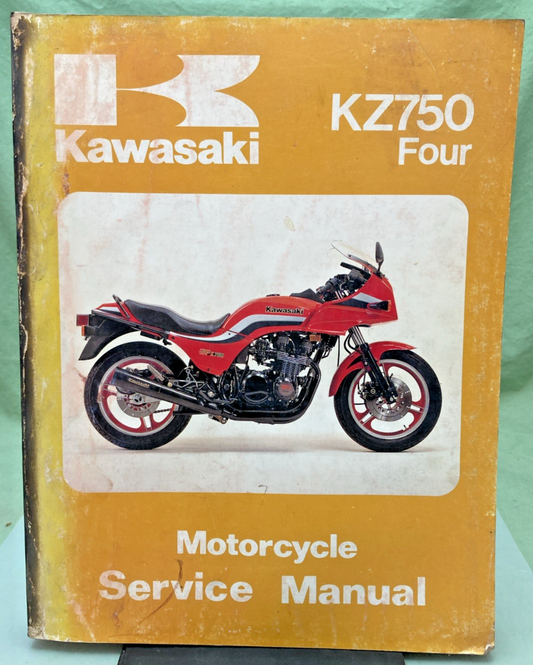 Kawasaki
KZ750
Four
Kawasaki
Motorcycle
Service Manual